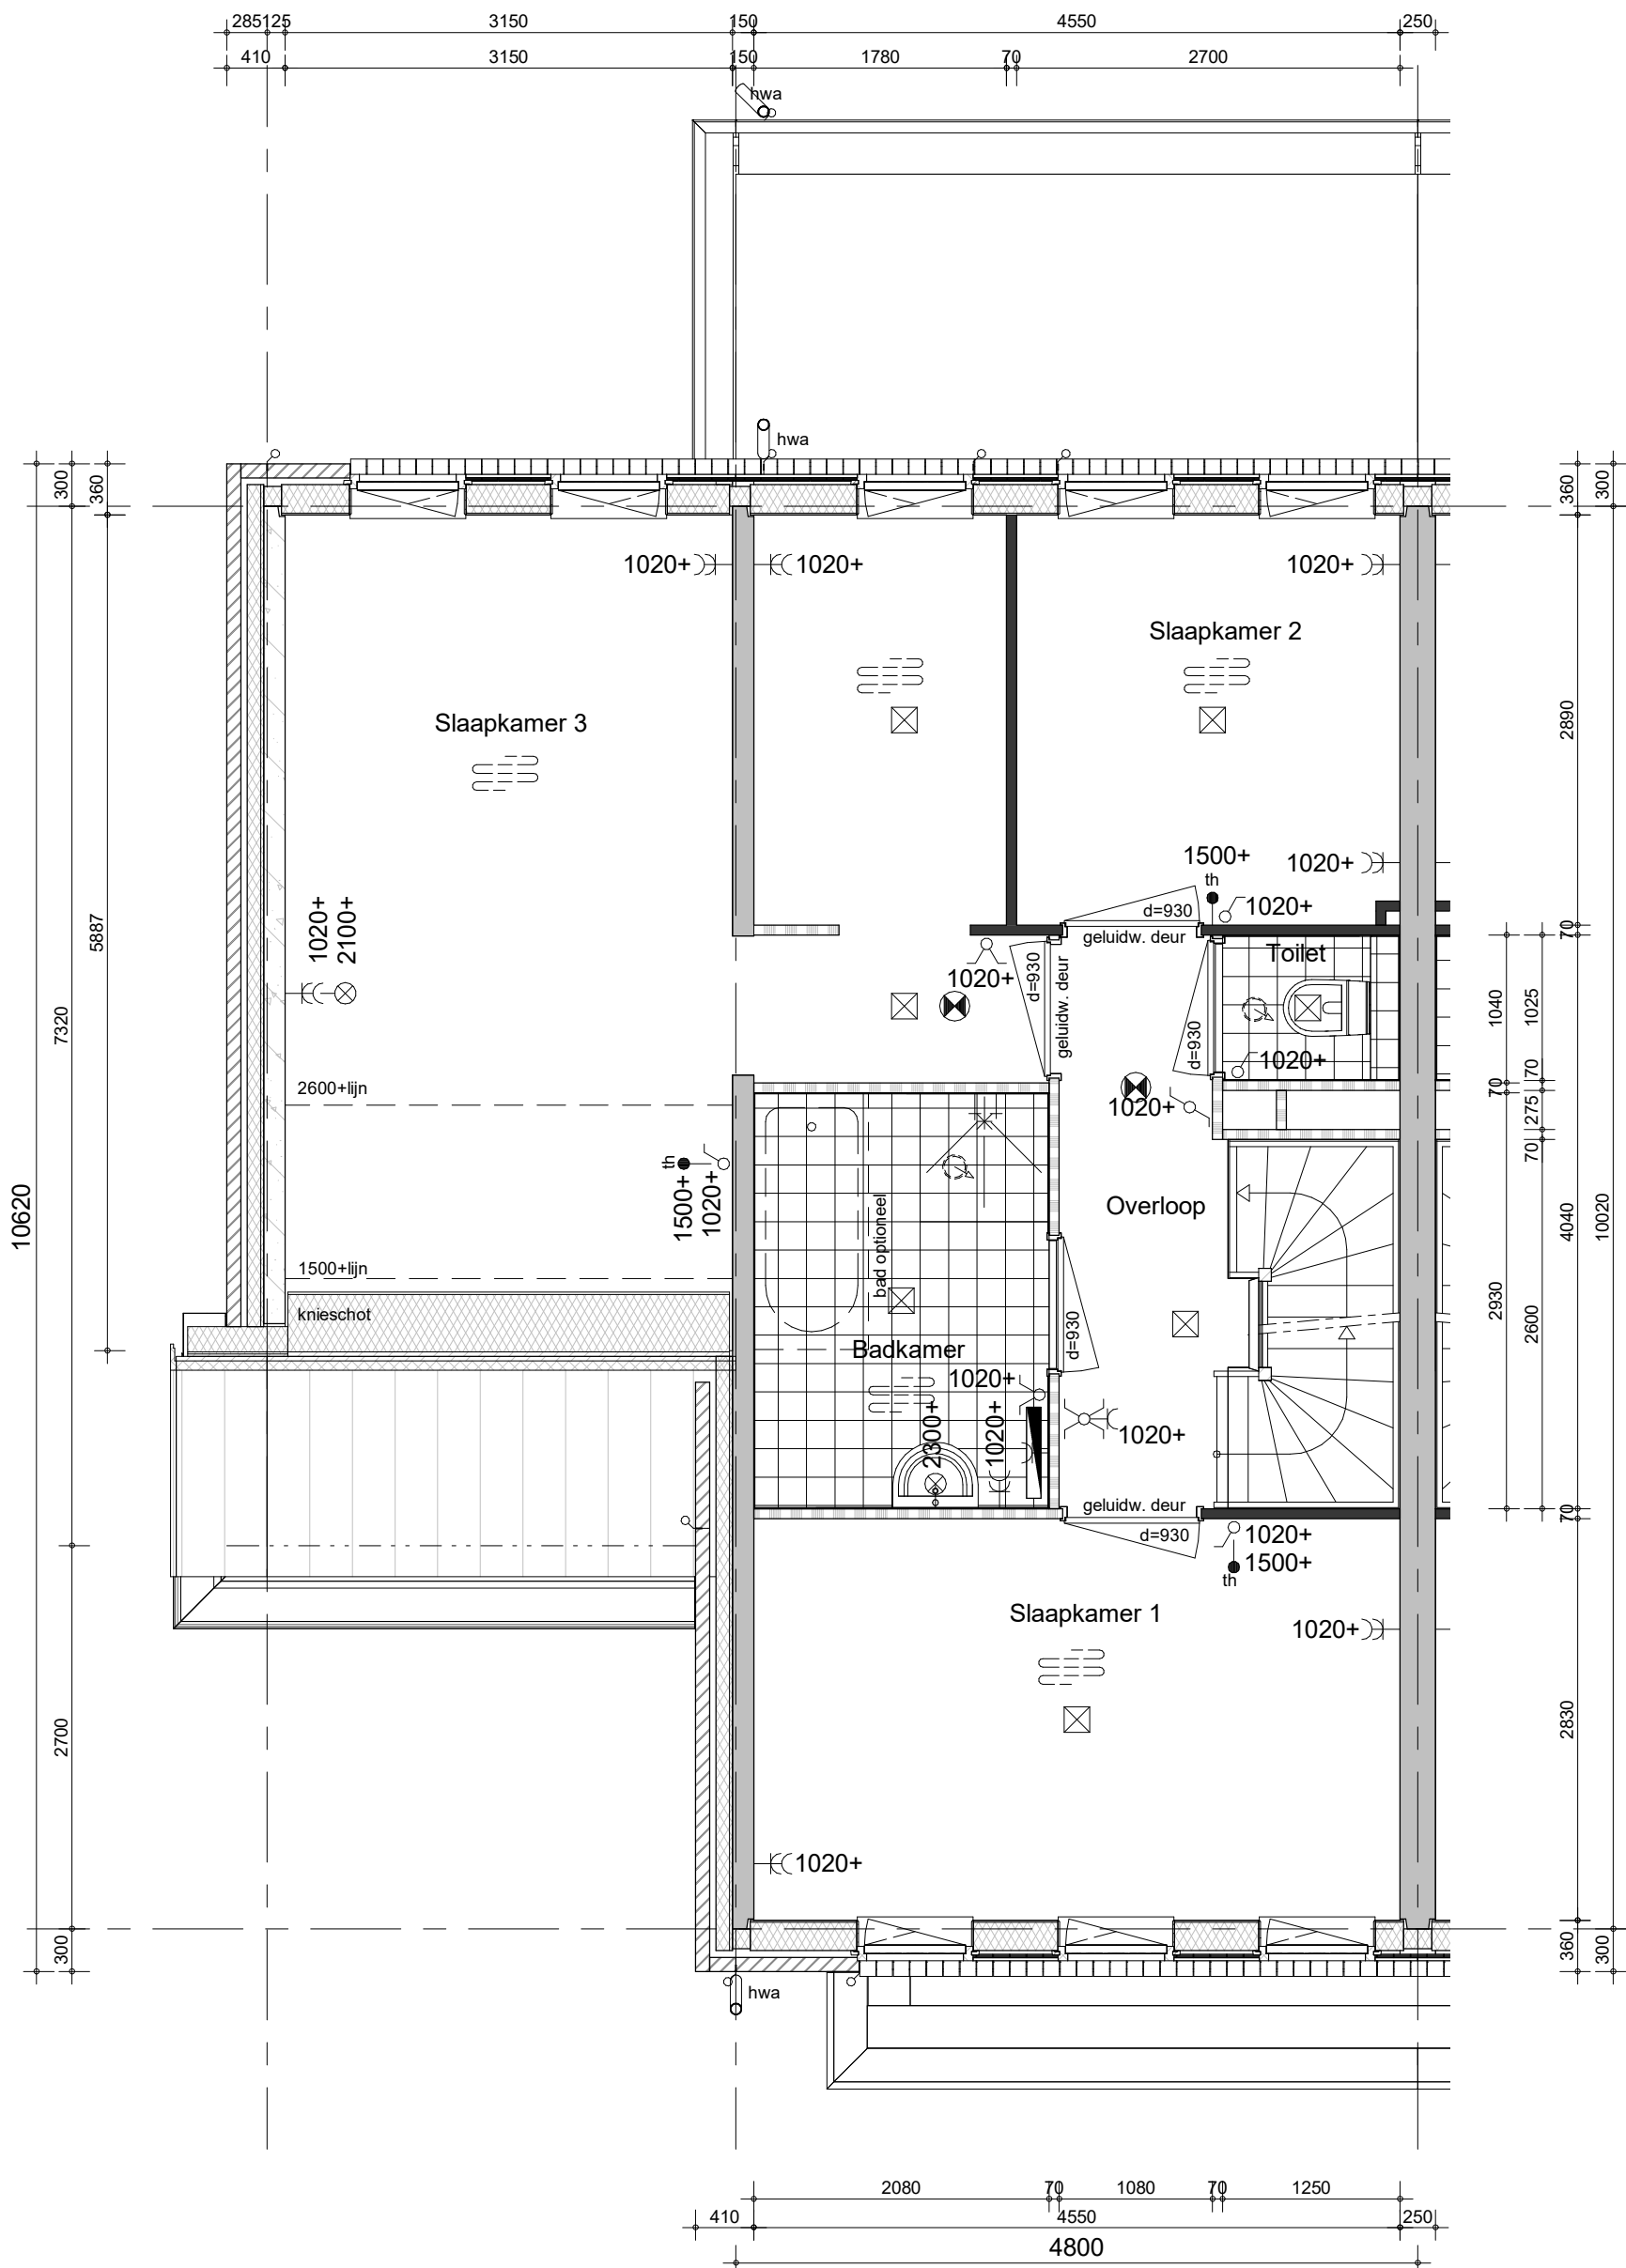 285 125 3150 150 4550 250
410 3150 150 1780 70 2700
hwa
hwa
300 360
360 300
1020+ 1020+ 1020+
Slaapkamer 2
Slaapkamer 3
2890
1500+ 1020+
th
1020+
d=930
geluidw. deur
70
5887
1020+
2100+
Toilet
1020+
d=930
geluidw. deur
d=930
1040 1025
7320
1020+
1020+
2600+lijn
70 70
275
70
th
1500+
1020+
10620
Overloop
bad optioneel
4040 10020
1500+lijn
knieschot
2930 2600
d=930
Badkamer
1020+
2300+
1020+
1020+
geluidw. deur
d=930
70
1020+
1500+
th
Slaapkamer 1
1020+
2700
2830
1020+
300
360 300
hwa
2080 70 1080 70 1250
410 4550 250
4800